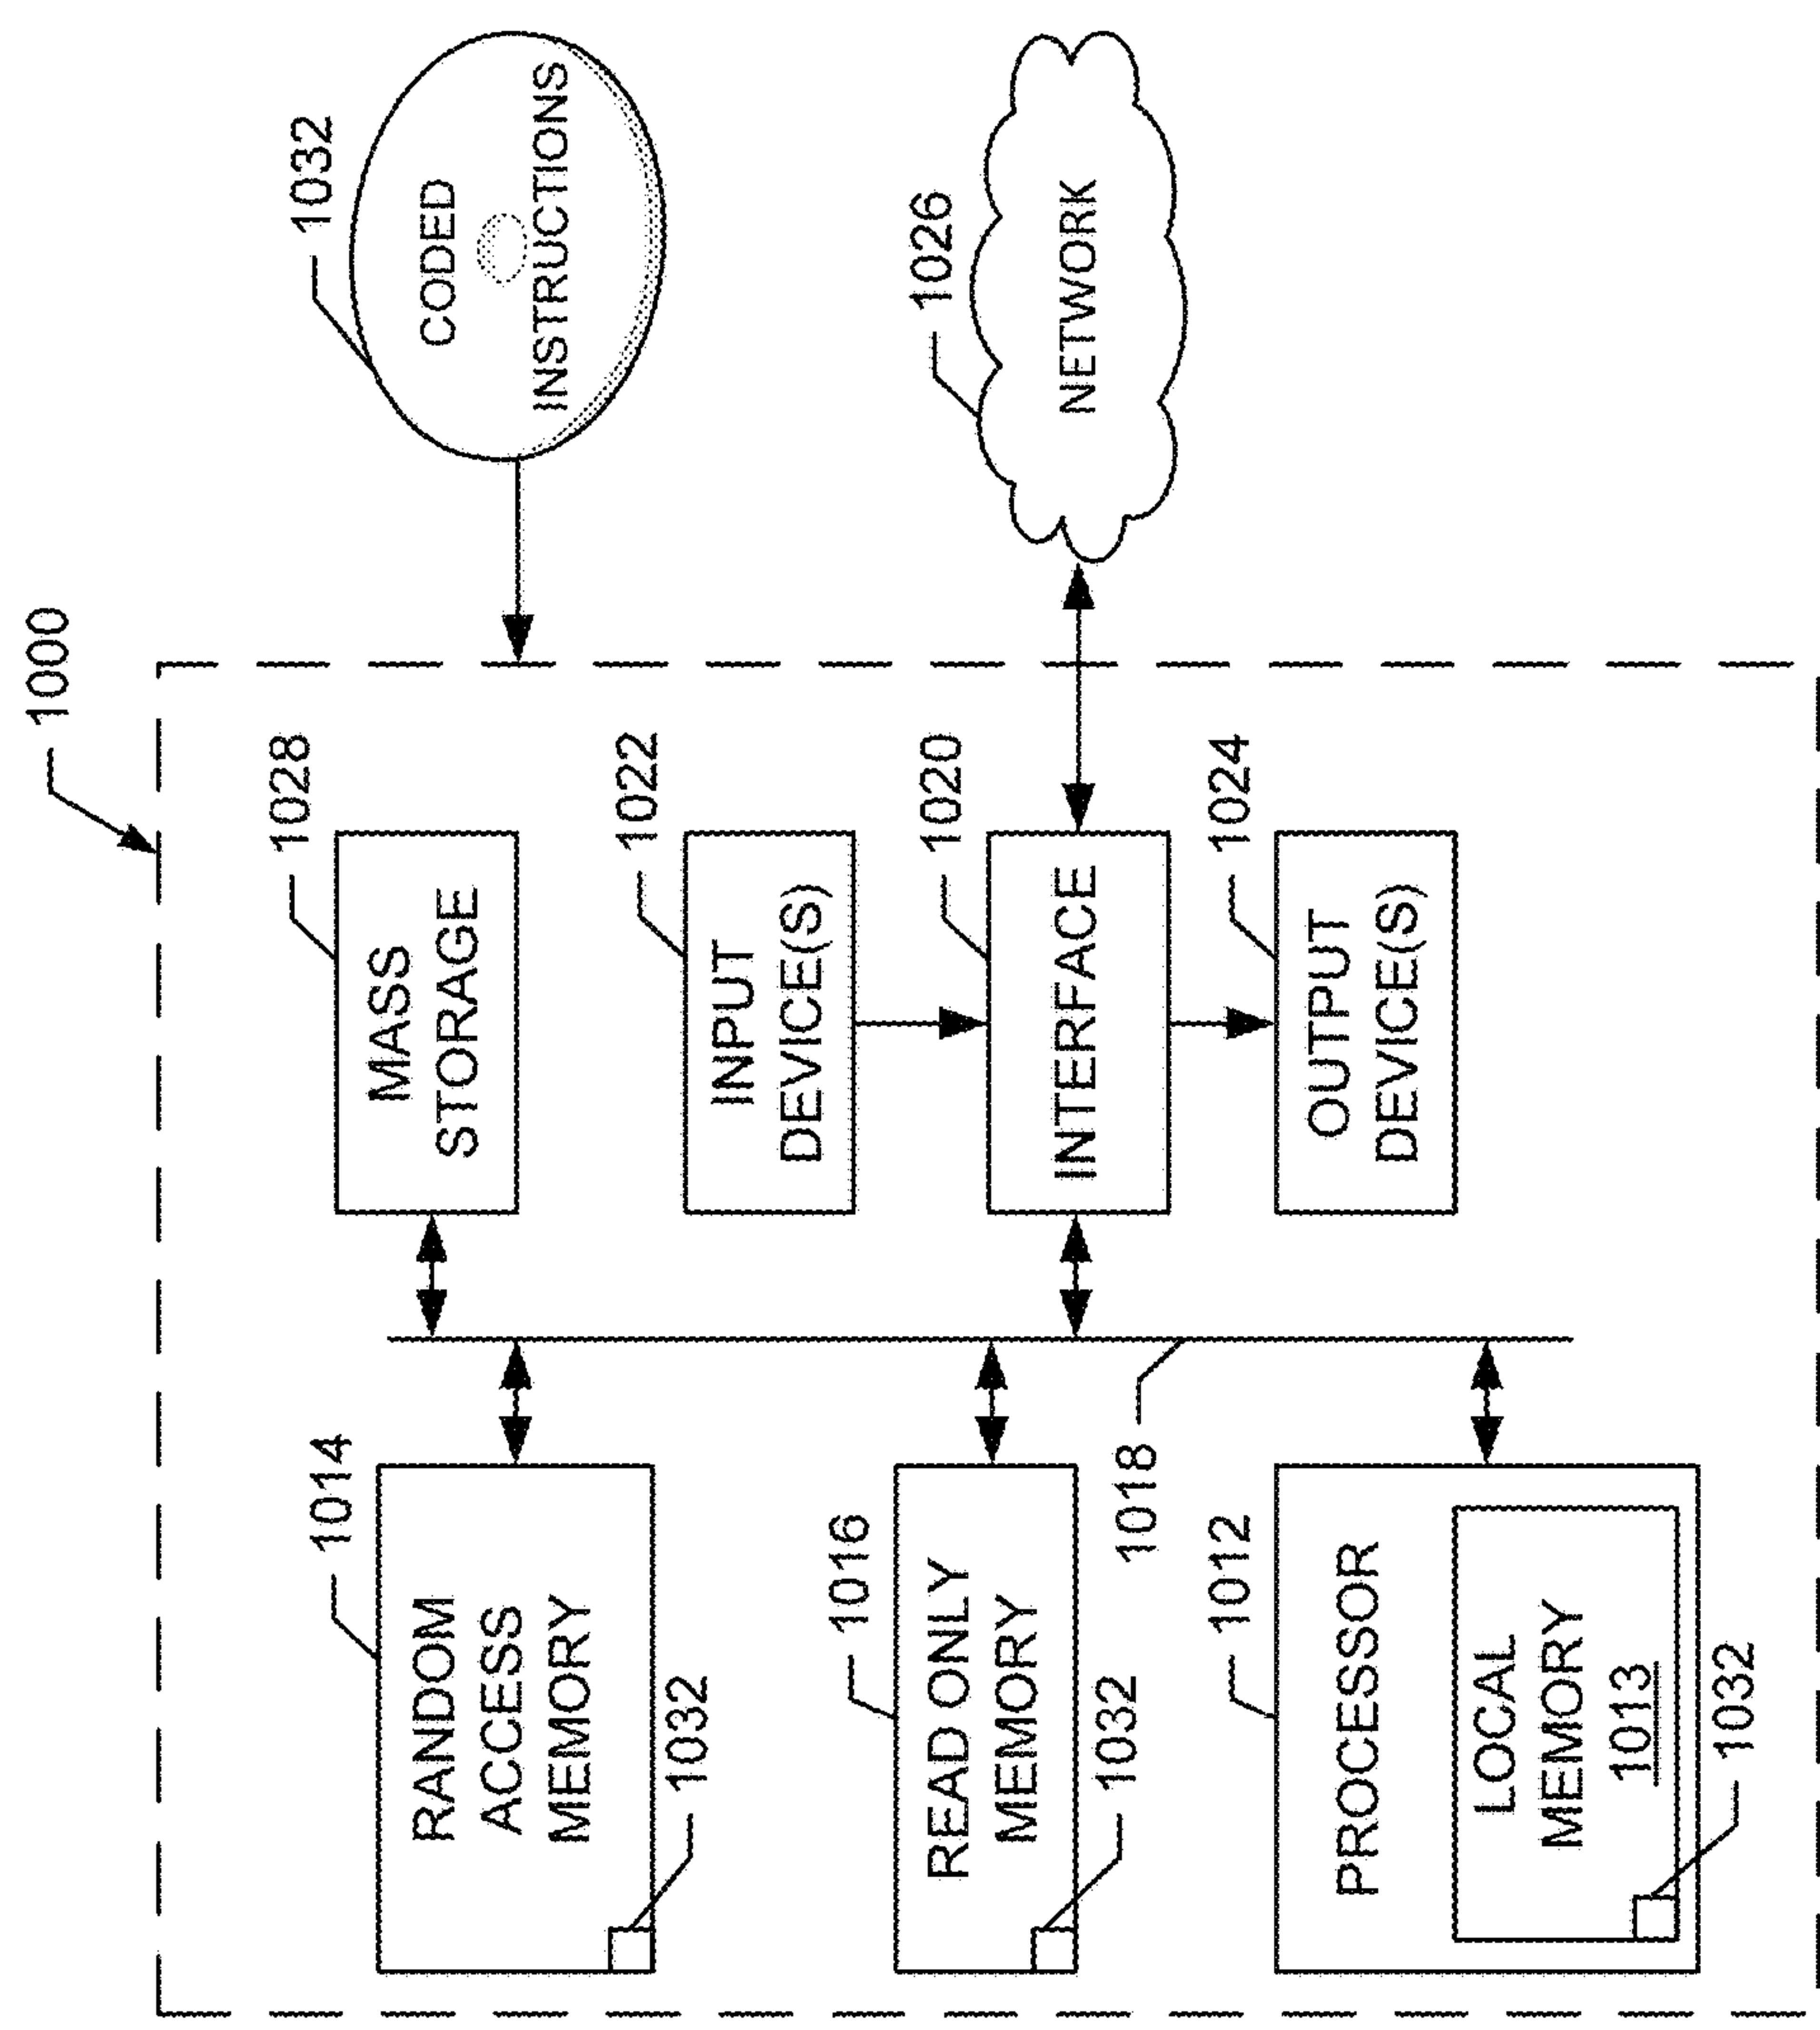 1000
1014
RANDOM
ACCESS
MEMORY
1032
1028
MASS
STORAGE
1032
CODED
INSTRUCTIONS
1022
INPUT
DEVICE(S)
1016
READ ONLY
MEMORY
1032
1018
1020
INTERFACE
1026
NETWORK
1012
PROCESSOR
LOCAL
MEMORY
1013
1032
1024
OUTPUT
DEVICE(S)